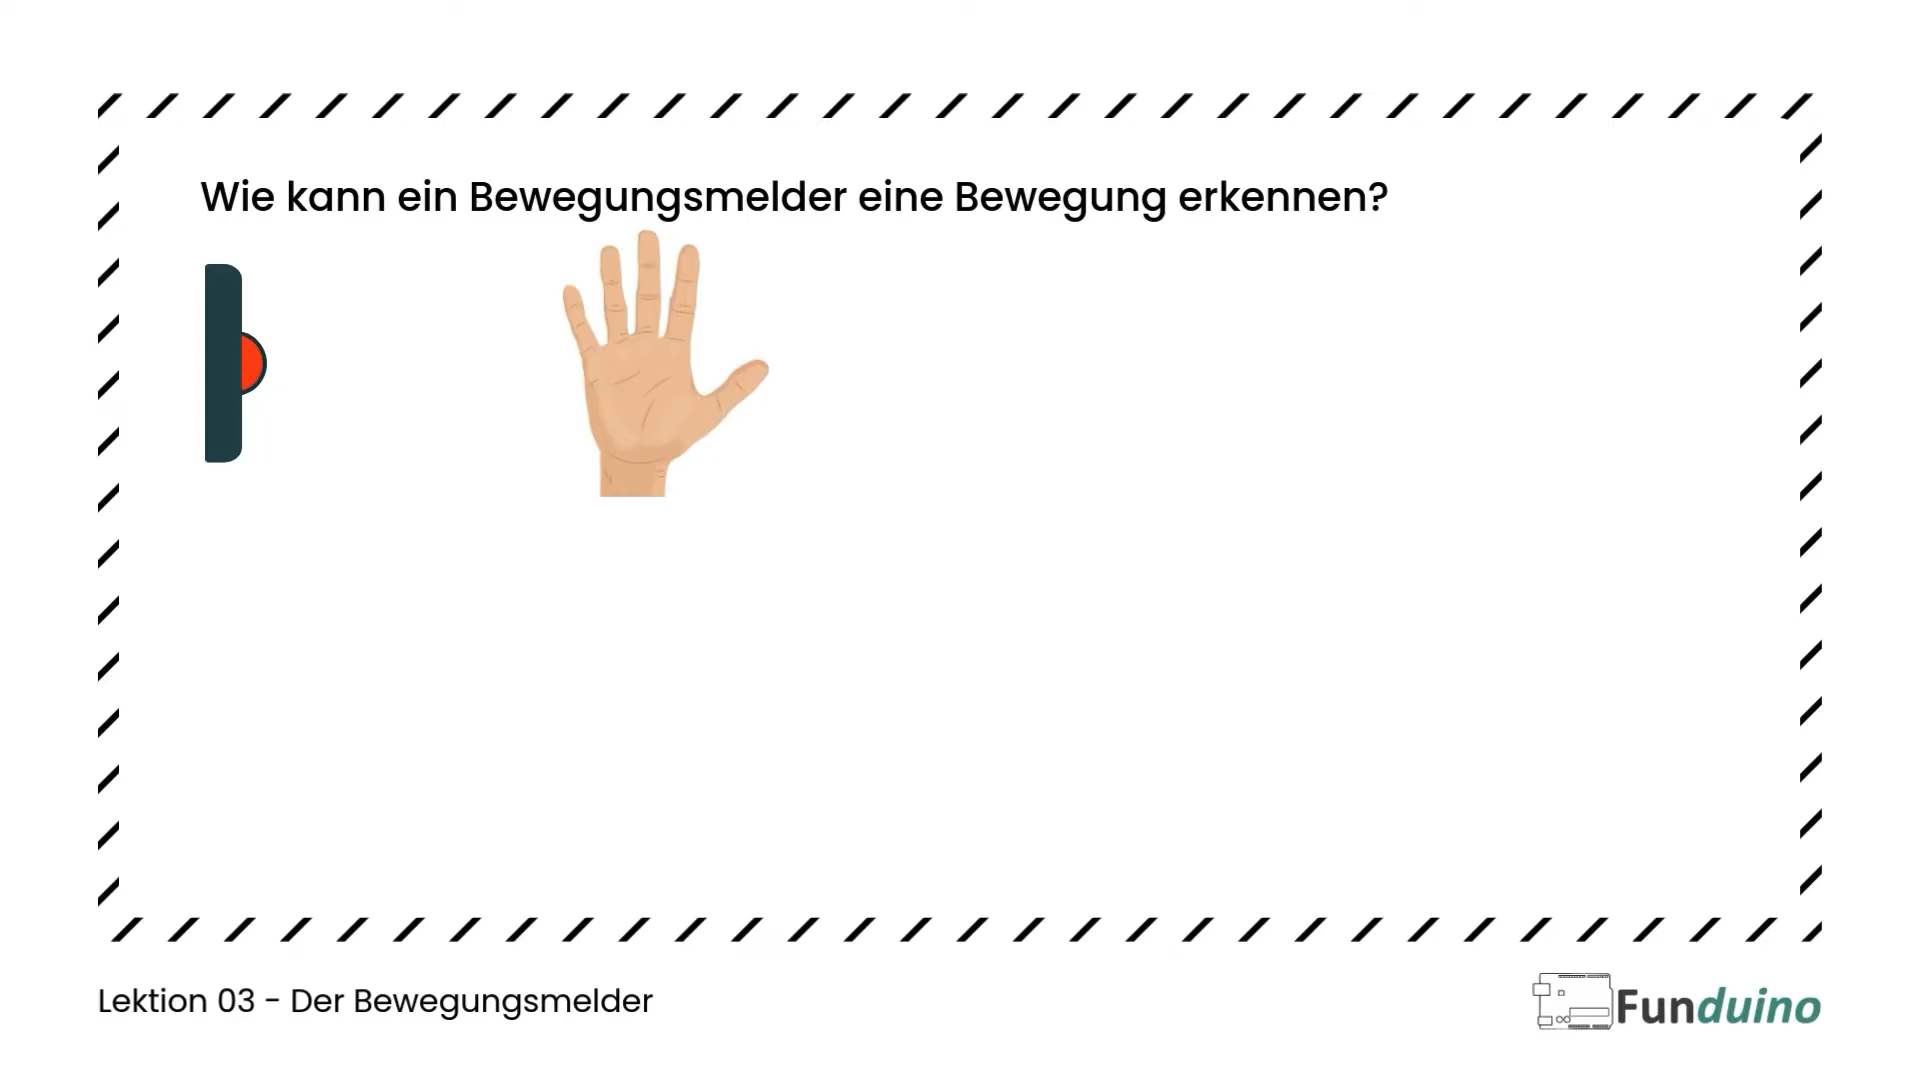 Wie kann ein Bewegungsmelder eine Bewegung erkennen?
Lektion 03 - Der Bewegungsmelder
Funduino